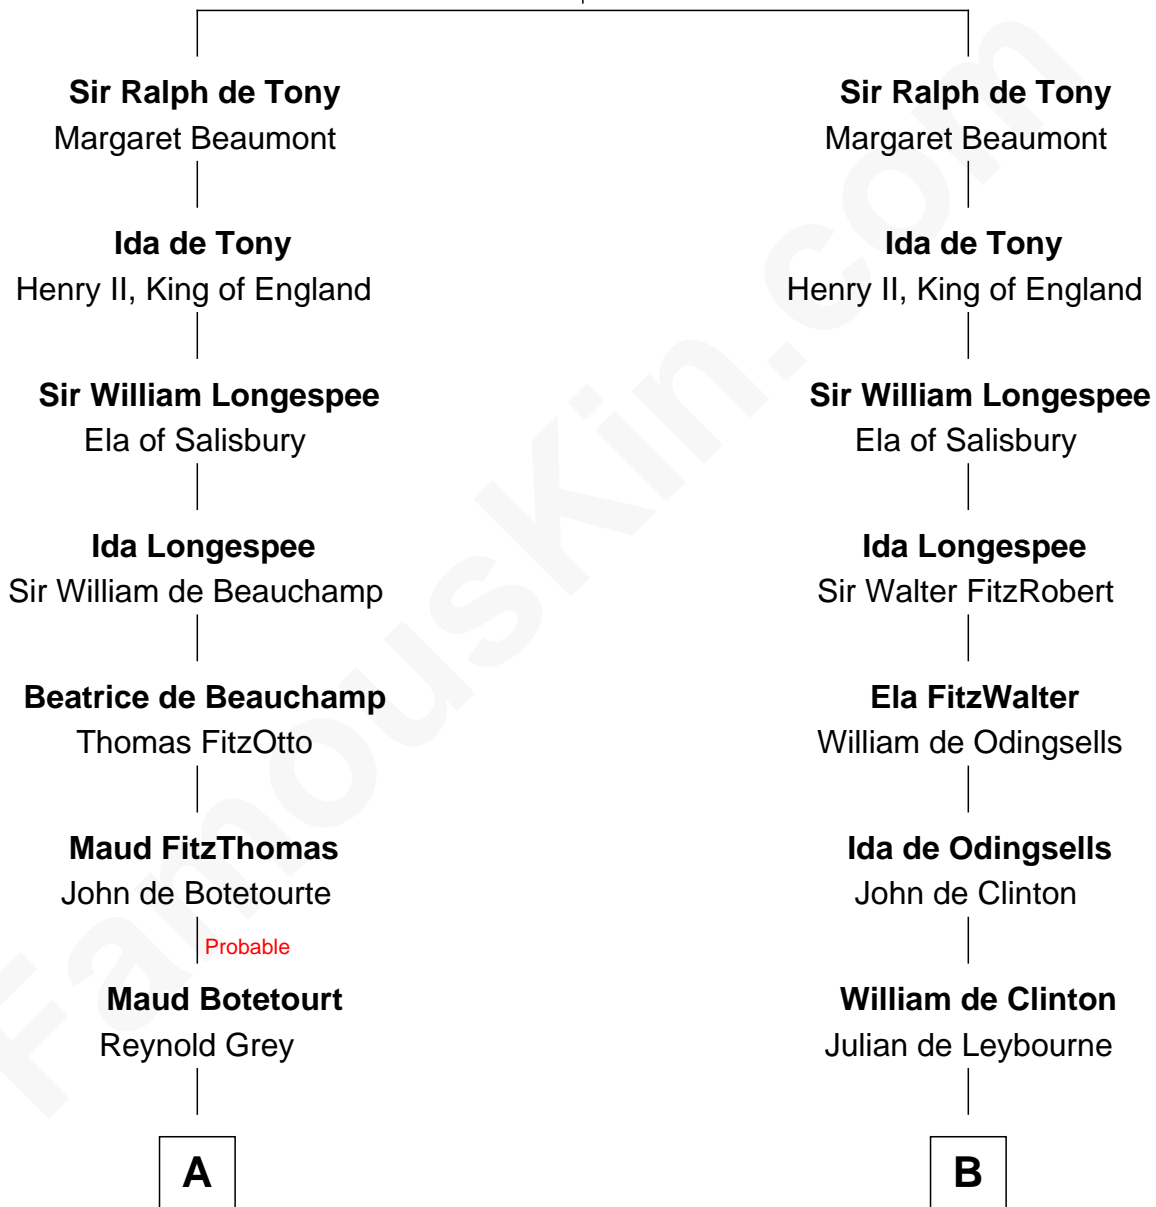 Sir Ralph de Tony
Margaret Beaumont
Ida de Tony
Henry II, King of England
Sir William Longespee
Ela of Salisbury
Ida Longespee
Sir William de Beauchamp
Beatrice de Beauchamp
Thomas FitzOtto
Maud FitzThomas
John de Botetourte
Probable
Maud Botetourt
Reynold Grey
A
Sir Ralph de Tony
Margaret Beaumont
Ida de Tony
Henry II, King of England
Sir William Longespee
Ela of Salisbury
Ida Longespee
Sir Walter FitzRobert
Ela FitzWalter
William de Odingsells
Ida de Odingsells
John de Clinton
William de Clinton
Julian de Leybourne
B
FamousKin.com